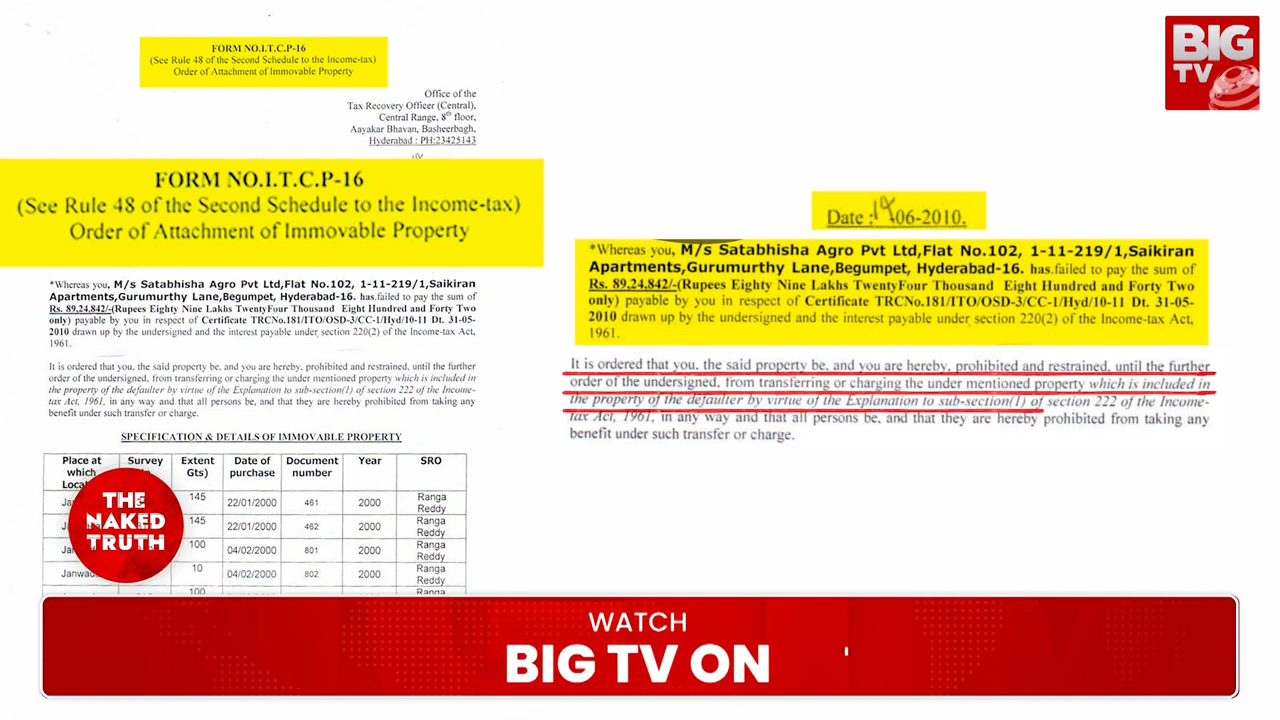 FORM NO.I.T.C.P-16
(See Rule 48 of the Second Schedule to the Income-tax)
Order of Attachment of Immovable Property
Office of the
Tax Recovery Officer (Central),
Central Range, 8th floor,
Aayakar Bhavan, Basheerbagh,
Hyderabad : PH:23425143
FORM NO.I.T.C.P-16
(See Rule 48 of the Second Schedule to the Income-tax)
Order of Attachment of Immovable Property
*Whereas you, M/s Satabhisha Agro Pvt Ltd,Flat No.102, 1-11-219/1,Saikiran
Apartments,Gurumurthy Lane,Begumpet, Hyderabad-16. has.failed to pay the sum of
Rs. 89,24,842/-(Rupees Eighty Nine Lakhs TwentyFour Thousand Eight Hundred and Forty Two
only) payable by you in respect of Certificate TRCNo.181/ITO/OSD-3/CC-1/Hyd/10-11 Dt. 31-05-
2010 drawn up by the undersigned and the interest payable under section 220(2) of the Income-tax Act,
1961.
It is ordered that you, the said property be, and you are hereby, prohibited and restrained, until the further
order of the undersigned, from transferring or charging the under mentioned property which is included in
the property of the defaulter by virtue of the Explanation to sub-section(1) of section 222 of the Income-
tax Act, 1961, in any way and that all persons be, and that they are hereby prohibited from taking any
benefit under such transfer or charge.
SPECIFICATION & DETAILS OF IMMOVABLE PROPERTY
Place at which Survey Extent Gts) Date of purchase Document number Year SRO
145 22/01/2000 461 2000 Ranga Reddy
145 22/01/2000 462 2000 Ranga Reddy
100 04/02/2000 801 2000 Ranga Reddy
10 04/02/2000 802 2000 Ranga Reddy
100 Ranga
THE
NAKED
TRUTH
BIG
TV
Date : 06-2010.
*Whereas you, M/s Satabhisha Agro Pvt Ltd,Flat No.102, 1-11-219/1,Saikiran
Apartments,Gurumurthy Lane,Begumpet, Hyderabad-16. has.failed to pay the sum of
Rs. 89,24,842/-(Rupees Eighty Nine Lakhs TwentyFour Thousand Eight Hundred and Forty Two
only) payable by you in respect of Certificate TRCNo.181/ITO/OSD-3/CC-1/Hyd/10-11 Dt. 31-05-
2010 drawn up by the undersigned and the interest payable under section 220(2) of the Income-tax Act,
1961.
It is ordered that you, the said property be, and you are hereby, prohibited and restrained, until the further
order of the undersigned, from transferring or charging the under mentioned property which is included in
the property of the defaulter by virtue of the Explanation to sub-section(1) of section 222 of the Income-
tax Act, 1961, in any way and that all persons be, and that they are hereby prohibited from taking any
benefit under such transfer or charge.
WATCH
BIG TV ON